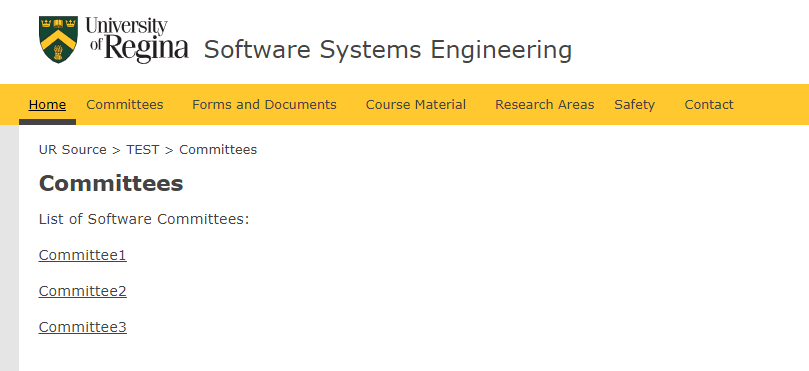 University
of Regina
Software Systems Engineering
Home Committees Forms and Documents Course Material Research Areas Safety Contact
UR Source > TEST > Committees
Committees
List of Software Committees:
Committee1
Committee2
Committee3